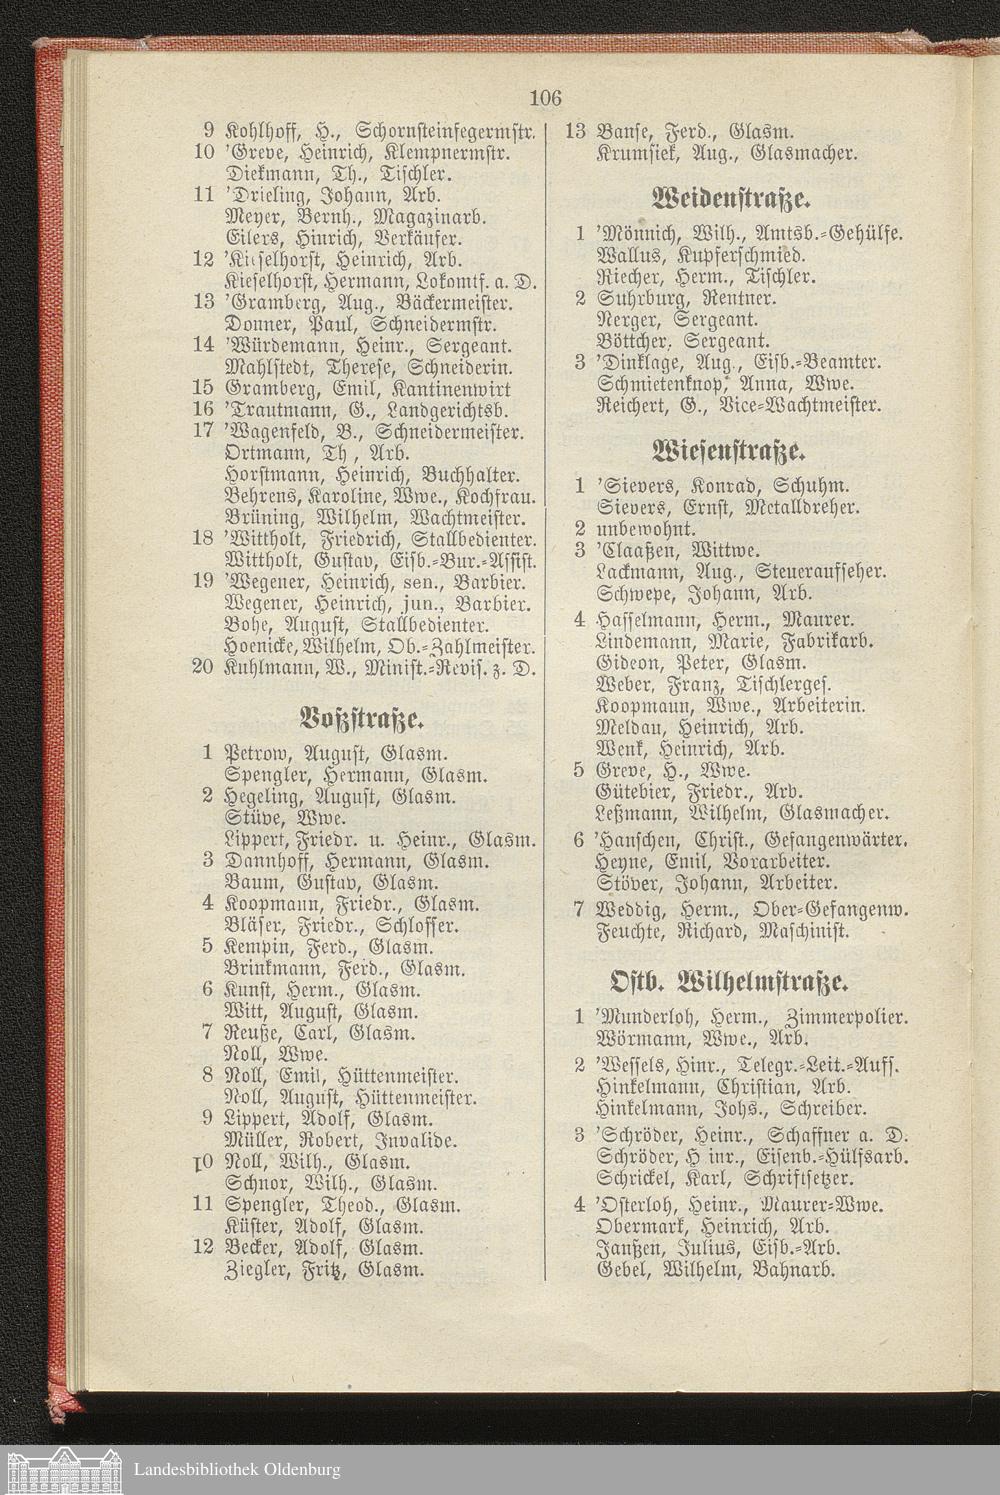 106
9 Kohlhoff, H., Schornsteinfegermstr.
10 'Greve, Heinrich, Klempnermstr.
Diekmann, Th., Tischler.
11 'Drieling, Johann, Arb.
Meyer, Bernh., Magazinarb.
Eilers, Hinrich, Verkäufer.
12 'Kieselhorst, Heinrich, Arb.
Kieselhorst, Hermann, Lokomtf. a. D.
13 'Gramberg, Aug., Bäckermeister.
Donner, Paul, Schneidermstr.
14 'Würdemann, Heinr., Sergeant.
Mahlstedt, Therese, Schneiderin.
15 Gramberg, Emil, Kantinenwirt
16 'Trautmann, G., Landgerichtsb.
17 'Wagenfeld, B., Schneidermeister.
Ortmann, Th , Arb.
Horstmann, Heinrich, Buchhalter.
Behrens, Karoline, Wwe., Kochfrau.
Brüning, Wilhelm, Wachtmeister.
18 'Wittholt, Friedrich, Stallbedienter.
Wittholt, Gustav, Eisb.-Bur.-Assist.
19 'Wegener, Heinrich, sen., Barbier.
Wegener, Heinrich, jun., Barbier.
Bohe, August, Stallbedienter.
Hoenicke, Wilhelm, Ob.-Zahlmeister.
20 Kuhlmann, W., Minist.-Revis. z. D.
Voßstraße.
1 Petrow, August, Glasm.
Spengler, Hermann, Glasm.
2 Hegeling, August, Glasm.
Stüve, Wwe.
Lippert, Friedr. u. Heinr., Glasm.
3 Dannhoff, Hermann, Glasm.
Baum, Gustav, Glasm.
4 Koopmann, Friedr., Glasm.
Bläser, Friedr., Schlosser.
5 Kempin, Ferd., Glasm.
Brinkmann, Ferd., Glasm.
6 Kunst, Herm., Glasm.
Witt, August, Glasm.
7 Reuße, Carl, Glasm.
Noll, Wwe.
8 Noll, Emil, Hüttenmeister.
Noll, August, Hüttenmeister.
9 Lippert, Adolf, Glasm.
Müller, Robert, Invalide.
10 Noll, Wilh., Glasm.
Schnor, Wilh., Glasm.
11 Spengler, Theod., Glasm.
Küster, Adolf, Glasm.
12 Becker, Adolf, Glasm.
Ziegler, Fritz, Glasm.
13 Banse, Ferd., Glasm.
Krumsiek, Aug., Glasmacher.
Weidenstraße.
1 'Mönnich, Wilh., Amtsb.-Gehülfe.
Wallus, Kupferschmied.
Riecher, Herm., Tischler.
2 Suhrburg, Rentner.
Nerger, Sergeant.
Böttcher, Sergeant.
3 'Dinklage, Aug., Eisb.-Beamter.
Schmietenknop, Anna, Wwe.
Reichert, G., Vice-Wachtmeister.
Wiesenstraße.
1 'Sievers, Konrad, Schuhm.
Sievers, Ernst, Metalldreher.
2 unbewohnt.
3 'Claaßen, Wittwe.
Lackmann, Aug., Steueraufseher.
Schwepe, Johann, Arb.
4 Hasselmann, Herm., Maurer.
Lindemann, Marie, Fabrikarb.
Gideon, Peter, Glasm.
Weber, Franz, Tischlerges.
Koopmann, Wwe., Arbeiterin.
Meldau, Heinrich, Arb.
Wenk, Heinrich, Arb.
5 Greve, H., Wwe.
Gütebier, Friedr., Arb.
Leßmann, Wilhelm, Glasmacher.
6 'Hanschen, Christ., Gefangenwärter.
Heyne, Emil, Vorarbeiter.
Stöver, Johann, Arbeiter.
7 Weddig, Herm., Ober-Gefangenw.
Feuchte, Richard, Maschinist.
Ostb. Wilhelmstraße.
1 'Munderloh, Herm., Zimmerpolier.
Wörmann, Wwe., Arb.
2 'Wessels, Hinr., Telegr.-Leit.-Aufs.
Hinkelmann, Christian, Arb.
Hinkelmann, Johs., Schreiber.
3 'Schröder, Heinr., Schaffner a. D.
Schröder, H inr., Eisenb.-Hülfsarb.
Schrickel, Karl, Schriftsetzer.
4 'Osterloh, Heinr., Maurer-Wwe.
Obermark, Heinrich, Arb.
Janßen, Julius, Eisb.-Arb.
Gebel, Wilhelm, Bahnarb.
Landesbibliothek Oldenburg